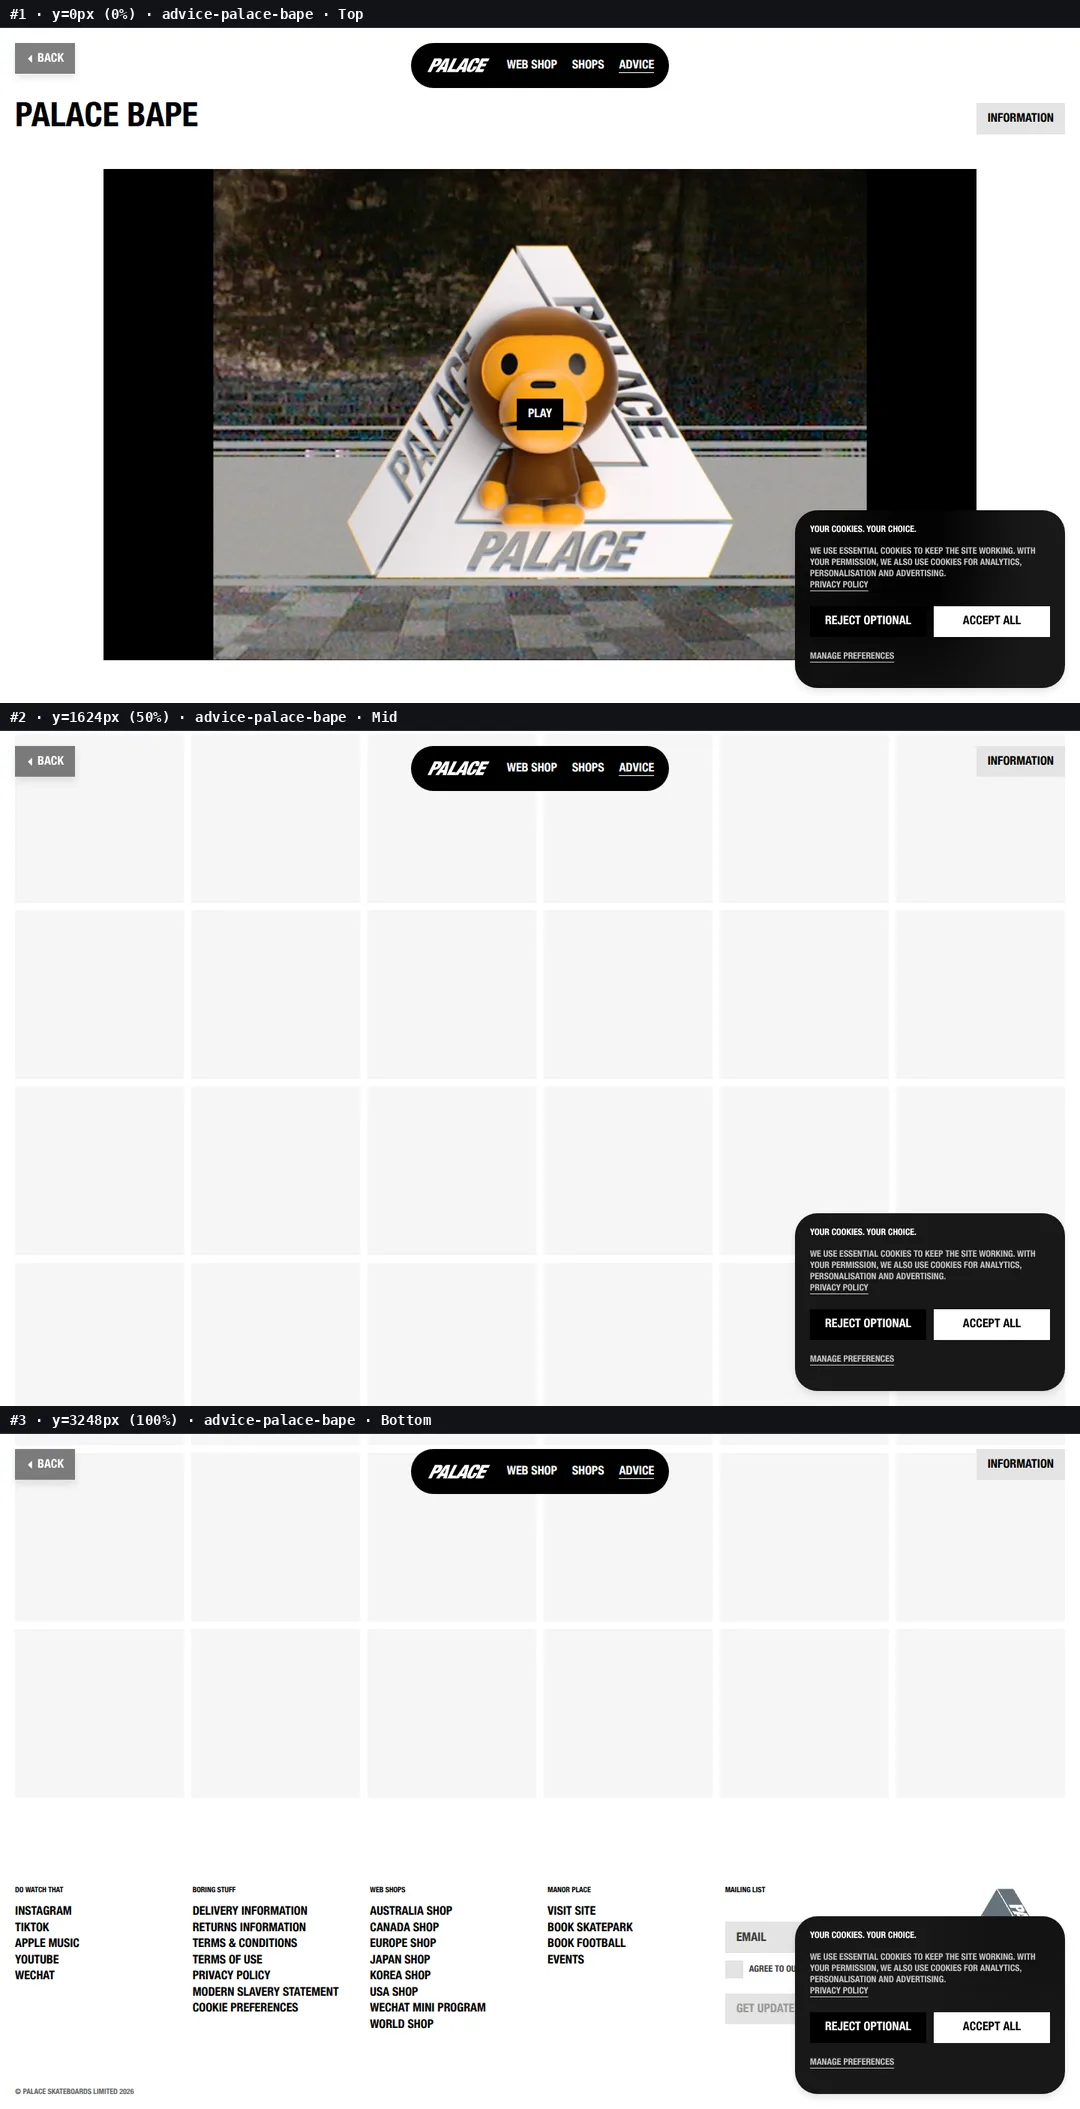 #1 · y=0px (0%) · advice-palace-bape · Top
BACK
PALACE
WEB SHOP
SHOPS
ADVICE
PALACE BAPE
INFORMATION
PALACE
PALACE
PLAY
PALACE
YOUR COOKIES. YOUR CHOICE.
WE USE ESSENTIAL COOKIES TO KEEP THE SITE WORKING. WITH
YOUR PERMISSION, WE ALSO USE COOKIES FOR ANALYTICS,
PERSONALISATION AND ADVERTISING.
PRIVACY POLICY
REJECT OPTIONAL
ACCEPT ALL
MANAGE PREFERENCES
#2 · y=1624px (50%) · advice-palace-bape · Mid
BACK
PALACE
WEB SHOP
SHOPS
ADVICE
INFORMATION
YOUR COOKIES. YOUR CHOICE.
WE USE ESSENTIAL COOKIES TO KEEP THE SITE WORKING. WITH
YOUR PERMISSION, WE ALSO USE COOKIES FOR ANALYTICS,
PERSONALISATION AND ADVERTISING.
PRIVACY POLICY
REJECT OPTIONAL
ACCEPT ALL
MANAGE PREFERENCES
#3 · y=3248px (100%) · advice-palace-bape · Bottom
BACK
PALACE
WEB SHOP
SHOPS
ADVICE
INFORMATION
DO WATCH THAT
INSTAGRAM
TIKTOK
APPLE MUSIC
YOUTUBE
WECHAT
BORING STUFF
DELIVERY INFORMATION
RETURNS INFORMATION
TERMS & CONDITIONS
TERMS OF USE
PRIVACY POLICY
MODERN SLAVERY STATEMENT
COOKIE PREFERENCES
WEB SHOPS
AUSTRALIA SHOP
CANADA SHOP
EUROPE SHOP
JAPAN SHOP
KOREA SHOP
USA SHOP
WECHAT MINI PROGRAM
WORLD SHOP
MANOR PLACE
VISIT SITE
BOOK SKATEPARK
BOOK FOOTBALL
EVENTS
MAILING LIST
EMAIL
AGREE TO
GET
YOUR COOKIES. YOUR CHOICE.
WE USE ESSENTIAL COOKIES TO KEEP THE SITE WORKING. WITH
YOUR PERMISSION, WE ALSO USE COOKIES FOR ANALYTICS,
PERSONALISATION AND ADVERTISING.
PRIVACY POLICY
REJECT OPTIONAL
ACCEPT ALL
MANAGE PREFERENCES
© PALACE SKATEBOARDS LIMITED 2026